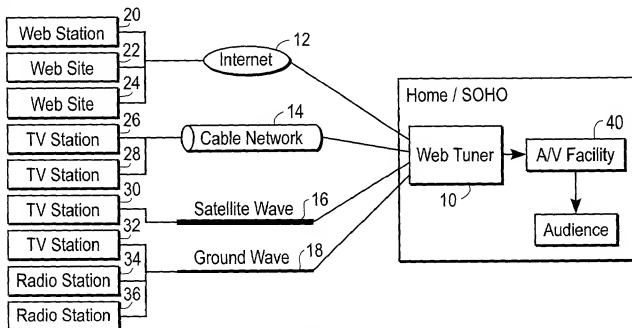 20
Web Station
22
Web Site
24
Web Site
26
TV Station
28
TV Station
30
TV Station
32
TV Station
34
Radio Station
36
Radio Station
12
Internet
14
Cable Network
Satellite Wave
16
Ground Wave
18
Home / SOHO
Web Tuner
10
40
A/V Facility
Audience